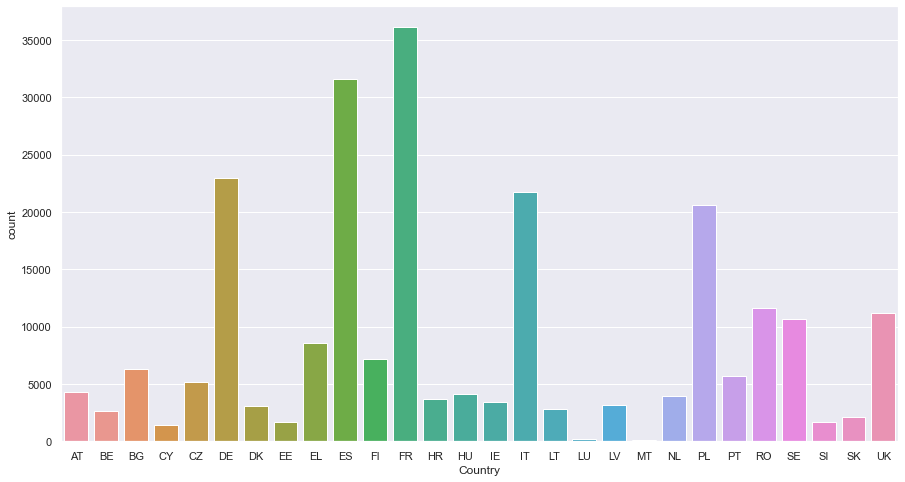 35000
30000
25000
20000
15000
10000
5000
0
count
AT BE BG CY CZ DE DK EE EL ES FI FR HR HU IE IT LT LU LV MT NL PL PT RO SE SI SK UK
Country